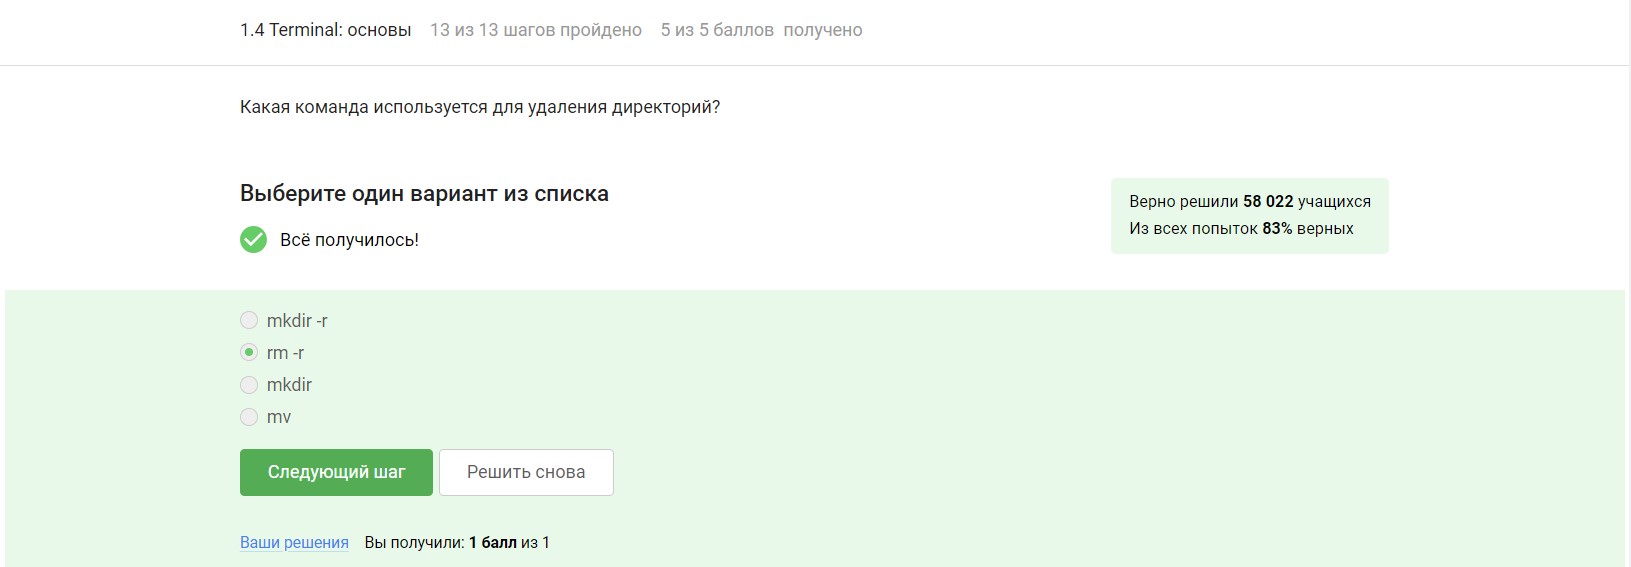 1.4 Terminal: основы 13 из 13 шагов пройдено 5 из 5 баллов получено
Какая команда используется для удаления директорий?
Выберите один вариант из списка
Всё получилось!
Верно решили 58 022 учащихся
Из всех попыток 83% верных
mkdir -r
rm -r
mkdir
mv
Следующий шаг Решить снова
Ваши решения Вы получили: 1 балл из 1